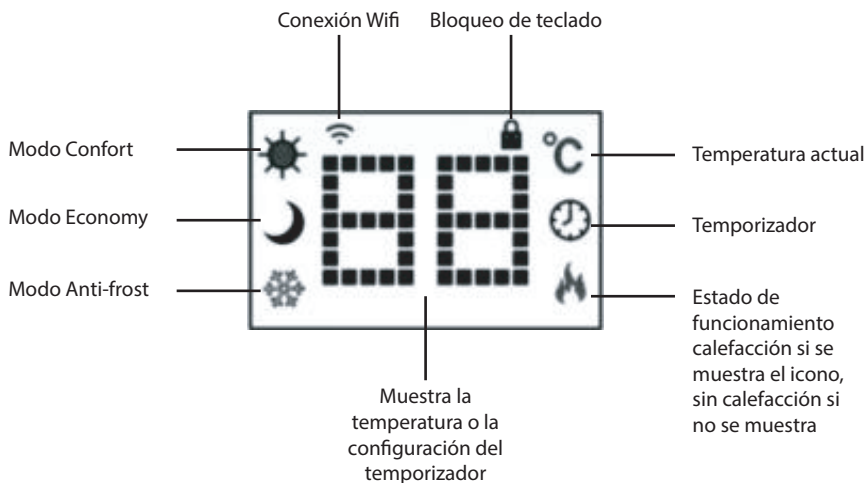 Conexión Wifi
Bloqueo de teclado
Modo Confort
Modo Economy
Modo Anti-frost
88
°C
Temperatura actual
Temporizador
Estado de
funcionamiento
calefacción si se
muestra el icono,
sin calefacción si
no se muestra
Muestra la
temperatura o la
configuración del
temporizador